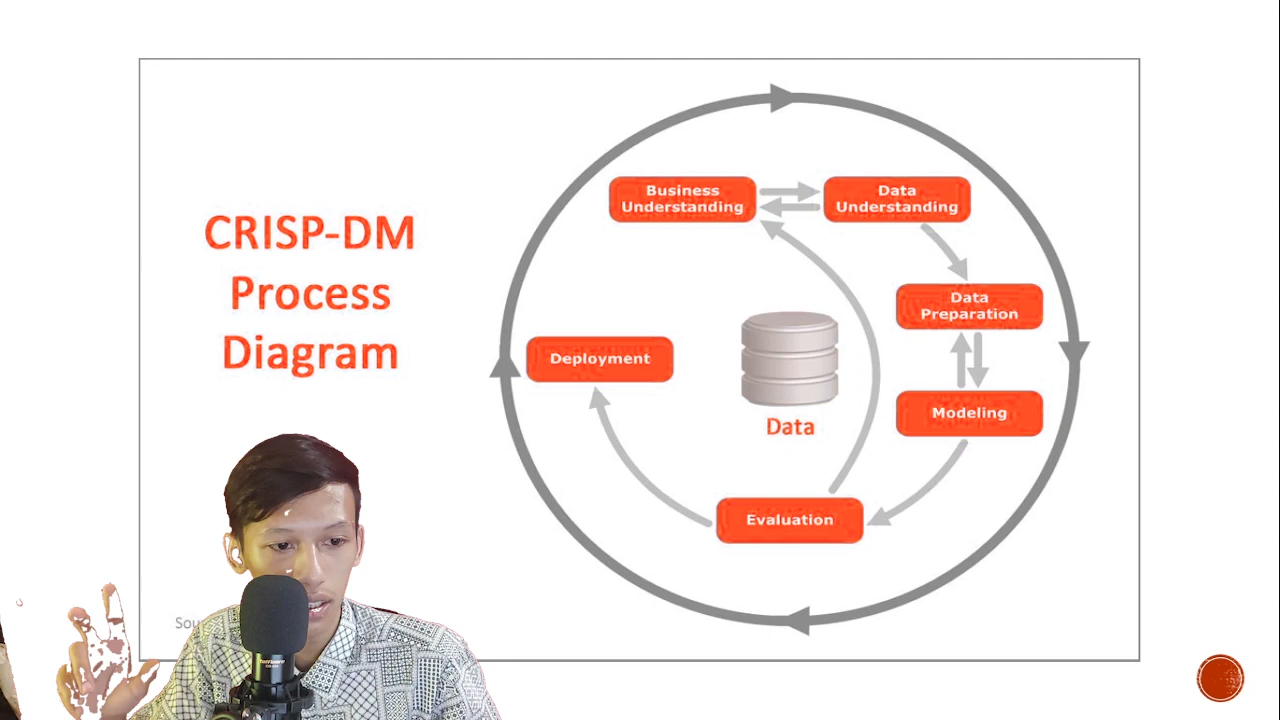 CRISP-DM
Process
Diagram
Business
Understanding
Data
Understanding
Data
Preparation
Modeling
Evaluation
Deployment
Data